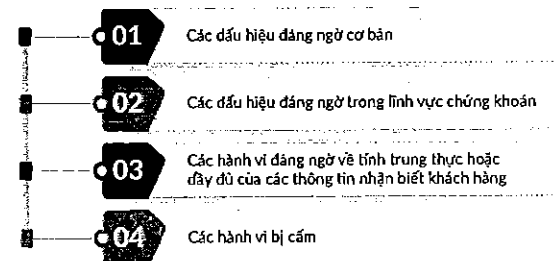 01 Các dấu hiệu đáng ngờ cơ bản
02 Các dấu hiệu đáng ngờ trong lĩnh vực chứng khoán
03 Các hành vi đáng ngờ về tính trung thực hoặc
đầy đủ của các thông tin nhận biết khách hàng
04 Các hành vi bị cấm